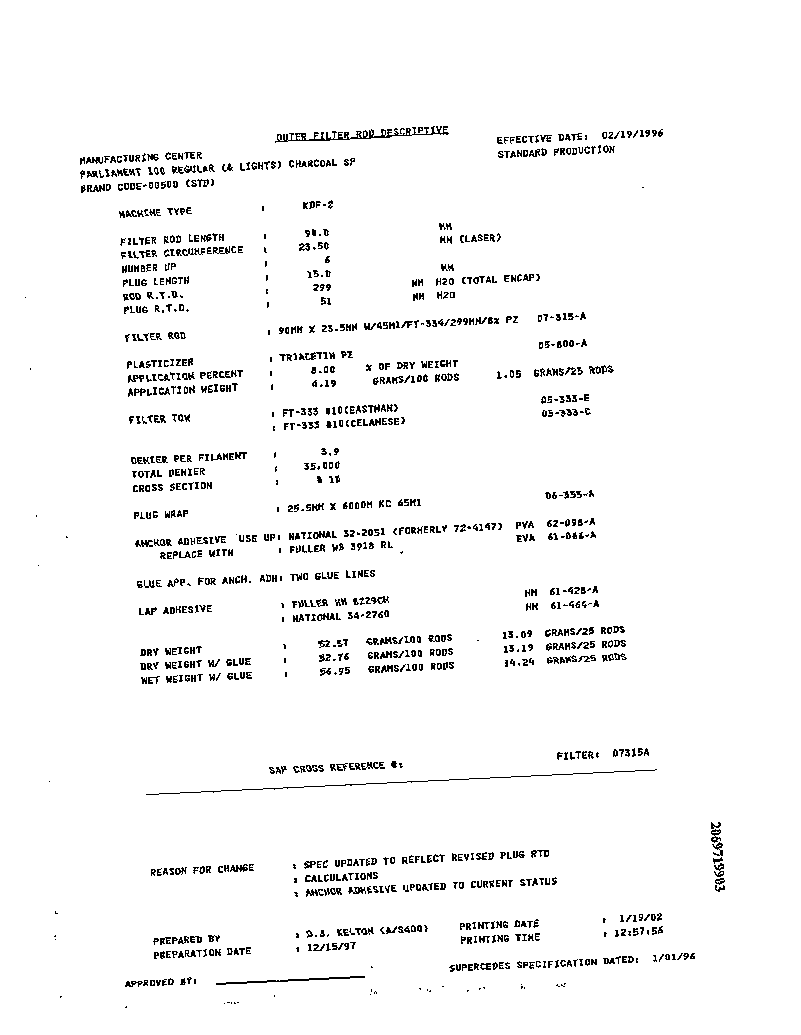 OUTER FILTER ROD DESCRIPTIVE
EFFECTIVE DATE: 02/19/1996
MANUFACTURING CENTER
STANDARD PRODUCTION
PARLIAMENT 100 REGULAR (& LIGHTS) CHARCOAL SP
BRAND CODE-00500 (STD)
MACHINE TYPE : KDF-2
FILTER ROD LENGTH : 90.0 MM
FILTER CIRCUMFERENCE : 23.50 MM (LASER)
NUMBER UP : 6
PLUG LENGTH : 15.0 MM
ROD R.T.D. : 299 MM H2O (TOTAL ENCAP)
PLUG R.T.D. : 51 MM H2O
FILTER ROD : 90MM X 23.5MM W/45M1/FT-334/299MM/8% PZ 07-315-A
PLASTICIZER : TRIACETIN PZ 05-800-A
APPLICATION PERCENT : 8.00 % OF DRY WEIGHT
APPLICATION WEIGHT : 4.19 GRAMS/100 RODS 1.05 GRAMS/25 RODS
FILTER TOW : FT-333 #10(EASTMAN) 05-333-E
: FT-333 #10(CELANESE) 05-333-C
DENIER PER FILAMENT : 3.9
TOTAL DENIER : 35,000
CROSS SECTION :
PLUG WRAP : 25.5MM X 6000M KC 45M1 06-355-A
ANCHOR ADHESIVE USE UP: NATIONAL 32-2031 (FORMERLY 72-4147) PVA 62-098-A
REPLACE WITH : FULLER WB 3918 RL EVA 61-066-A
GLUE APP. FOR ANCH. ADH: TWO GLUE LINES
LAP ADHESIVE : FULLER HM 8229CH HM 61-428-A
: NATIONAL 34-2760 HM 61-464-A
DRY WEIGHT : 52.37 GRAMS/100 RODS 13.09 GRAMS/25 RODS
DRY WEIGHT W/ GLUE : 52.76 GRAMS/100 RODS 13.19 GRAMS/25 RODS
WET WEIGHT W/ GLUE : 56.95 GRAMS/100 RODS 14.24 GRAMS/25 RODS
SAP CROSS REFERENCE #:
FILTER: 07315A
2069719903
REASON FOR CHANGE : SPEC UPDATED TO REFLECT REVISED PLUG RTD
: CALCULATIONS
: ANCHOR ADHESIVE UPDATED TO CURRENT STATUS
PREPARED BY : D.S. KELTON (A/S400) PRINTING DATE : 1/19/02
PREPARATION DATE : 12/15/97 PRINTING TIME : 12:57:56
SUPERCEDES SPECIFICATION DATED: 1/01/96
APPROVED BY: